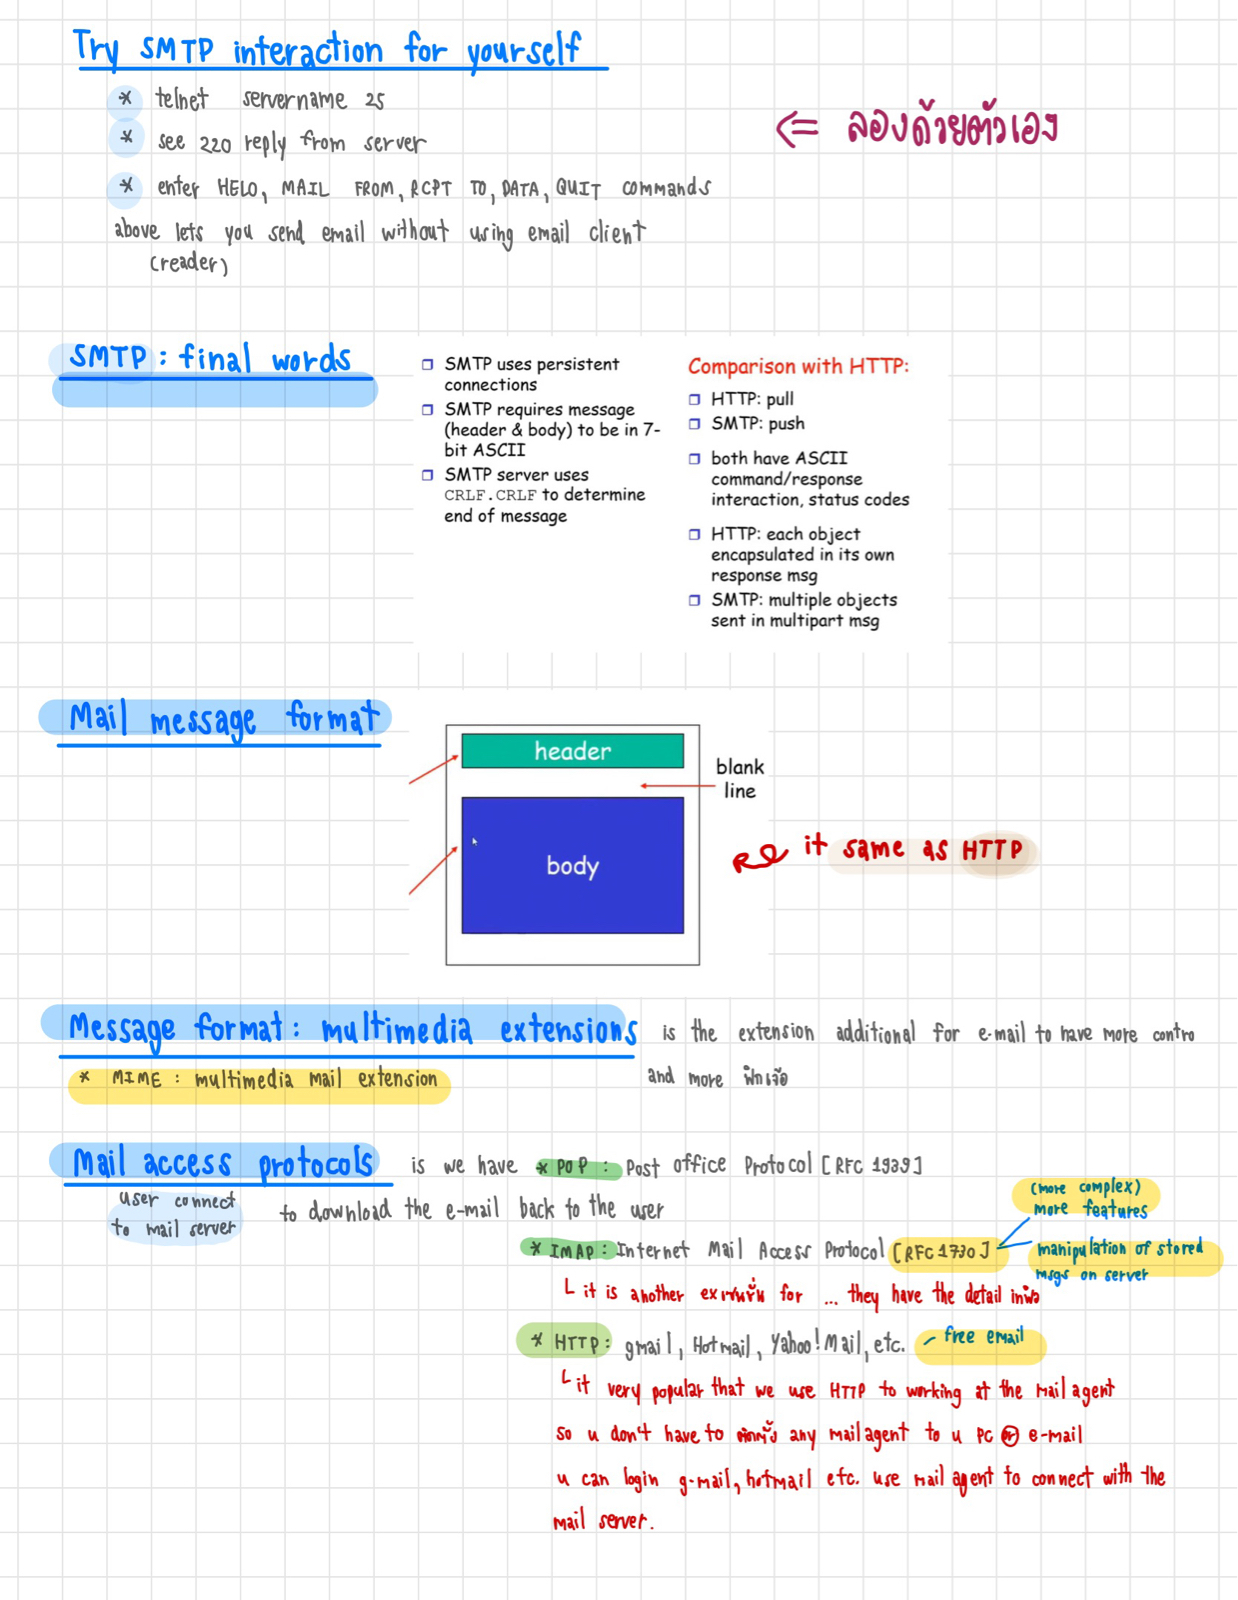 Try SMTP interaction for yourself
* telnet servername 25
* see 220 reply from server
* enter HELO, MAIL FROM, RCPT TO, DATA, QUIT commands
above lets you send email without using email client
(reader)
<= ลองด้วยตัวเอง
SMTP : final words
SMTP uses persistent
connections
SMTP requires message
(header & body) to be in 7-
bit ASCII
SMTP server uses
CRLF.CRLF to determine
end of message
Comparison with HTTP:
HTTP: pull
SMTP: push
both have ASCII
command/response
interaction, status codes
HTTP: each object
encapsulated in its own
response msg
SMTP: multiple objects
sent in multipart msg
Mail message format
header
blank
line
body
it same as HTTP
Message format: multimedia extensions
is the extension additional for e-mail to have more contro
and more ฟีกเจ้อ
* MIME : multimedia mail extension
Mail access protocols
user connect
to mail server
is we have * POP : Post office Protocol [RFC 1939]
to download the e-mail back to the user
* IMAP: Internet Mail Access Protocol [RFC 1730]
(more complex)
more features
manipulation of stored
msgs on server
it is another for ... they have the detail
* HTTP: gmail, Hotmail, Yahoo! Mail, etc.
- free email
it very popular that we use HTTP to working at the mail agent
so u don't have to ติดตั้ง any mail agent to u PC or e-mail
u can login g-mail, hotmail etc. use mail agent to connect with the
mail server.